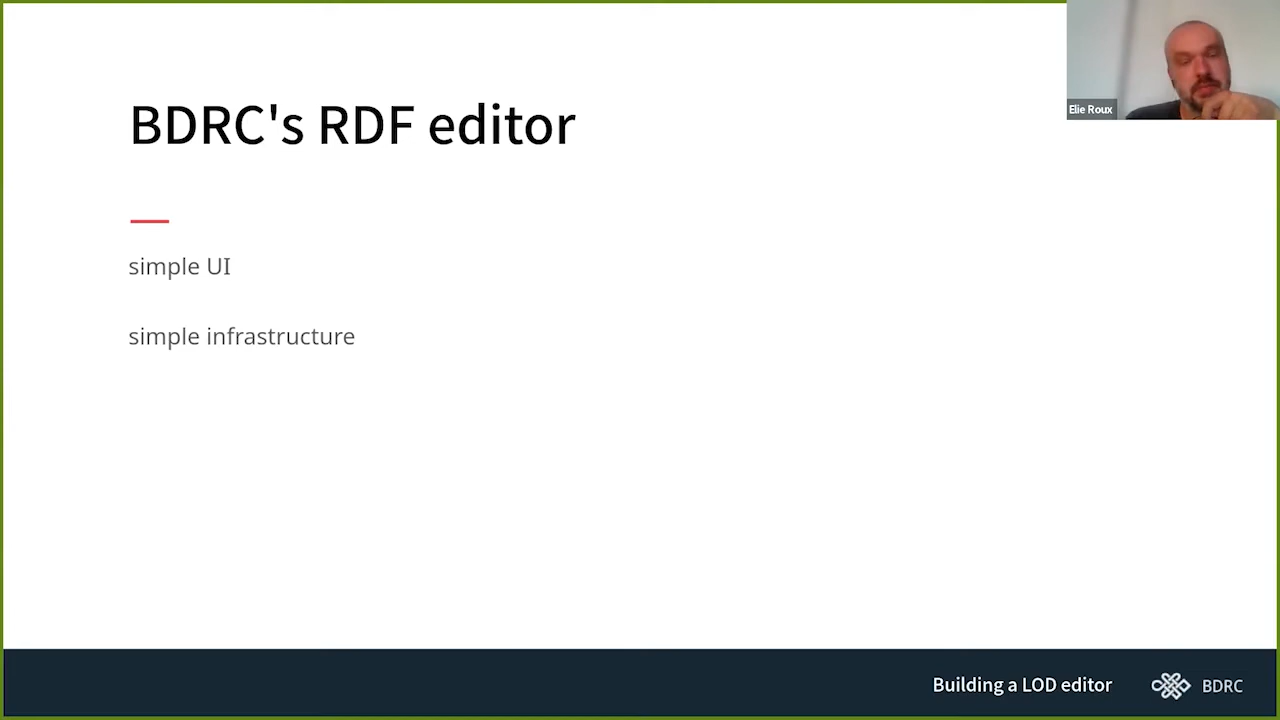 BDRC's RDF editor
Elie Roux
simple UI
simple infrastructure
Building a LOD editor
BDRC